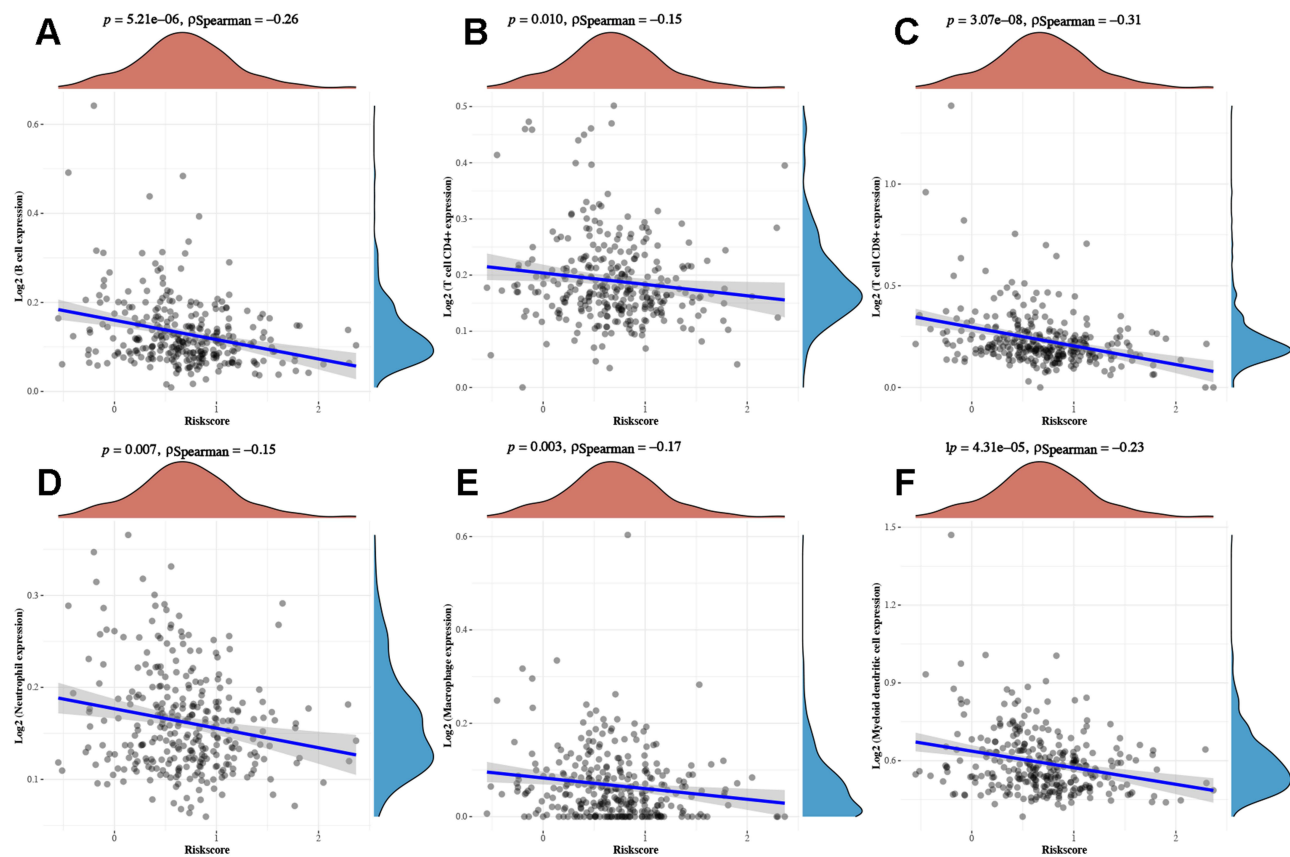 A
p = 5.21e−06, ρSpearman = −0.26
Log2 (B cell expression)
0.6
0.4
0.2
0.0
0 1 2
Riskscore
B
p = 0.010, ρSpearman = −0.15
Log2 (T cell CD4+ expression)
0.5
0.4
0.3
0.2
0.1
0.0
0 1 2
Riskscore
C
p = 3.07e−08, ρSpearman = −0.31
Log2 (T cell CD8+ expression)
1.0
0.5
0.0
0 1 2
Riskscore
D
p = 0.007, ρSpearman = −0.15
Log2 (Neutrophil expression)
0.3
0.2
0.1
0 1 2
Riskscore
E
p = 0.003, ρSpearman = −0.17
Log2 (Macrophage expression)
0.6
0.4
0.2
0.0
0 1 2
Riskscore
F
lp = 4.31e−05, ρSpearman = −0.23
Log2 (Myeloid dendritic cell expression)
1.5
1.2
0.9
0.6
0 1 2
Riskscore